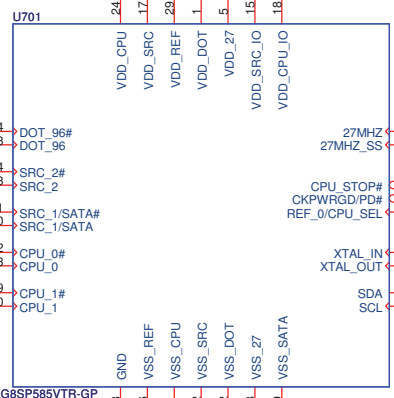 U701
24 17 29 1 5 15 18
VDD_CPU VDD_SRC VDD_REF VDD_DOT VDD_27 VDD_SRC_IO VDD_CPU_IO
DOT_96# 27MHZ
DOT_96 27MHZ_SS
SRC_2#
SRC_2 CPU_STOP#
CKPWRGD/PD#
SRC_1/SATA# REF_0/CPU_SEL
SRC_1/SATA
CPU_0# XTAL_IN
CPU_0 XTAL_OUT
CPU_1# SDA
CPU_1 SCL
GND VSS_REF VSS_CPU VSS_SRC VSS_DOT VSS_27 VSS_SATA
G8SP585VTR-GP